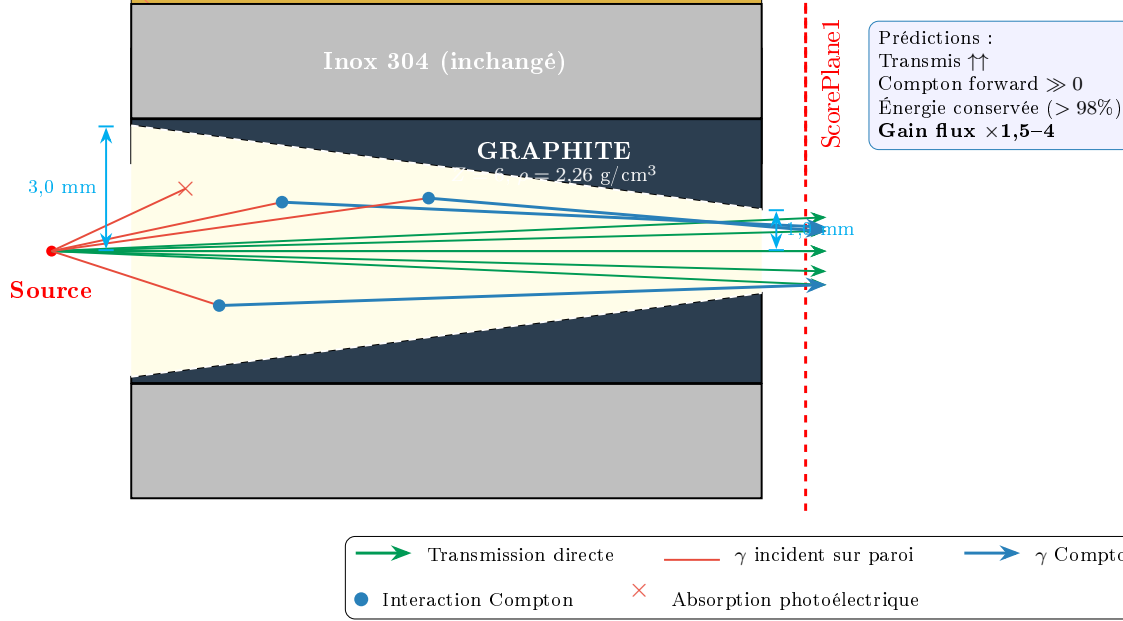 Inox 304 (inchangé)
ScorePlane1
Prédictions :
Transmis ↑↑
Compton forward ≫ 0
Énergie conservée (> 98%)
Gain flux ×1,5–4
GRAPHITE
= 2,26 g/cm³
3,0 mm
mm
Source
Transmission directe
γ incident sur paroi
γ
Interaction Compton
Absorption photoélectrique